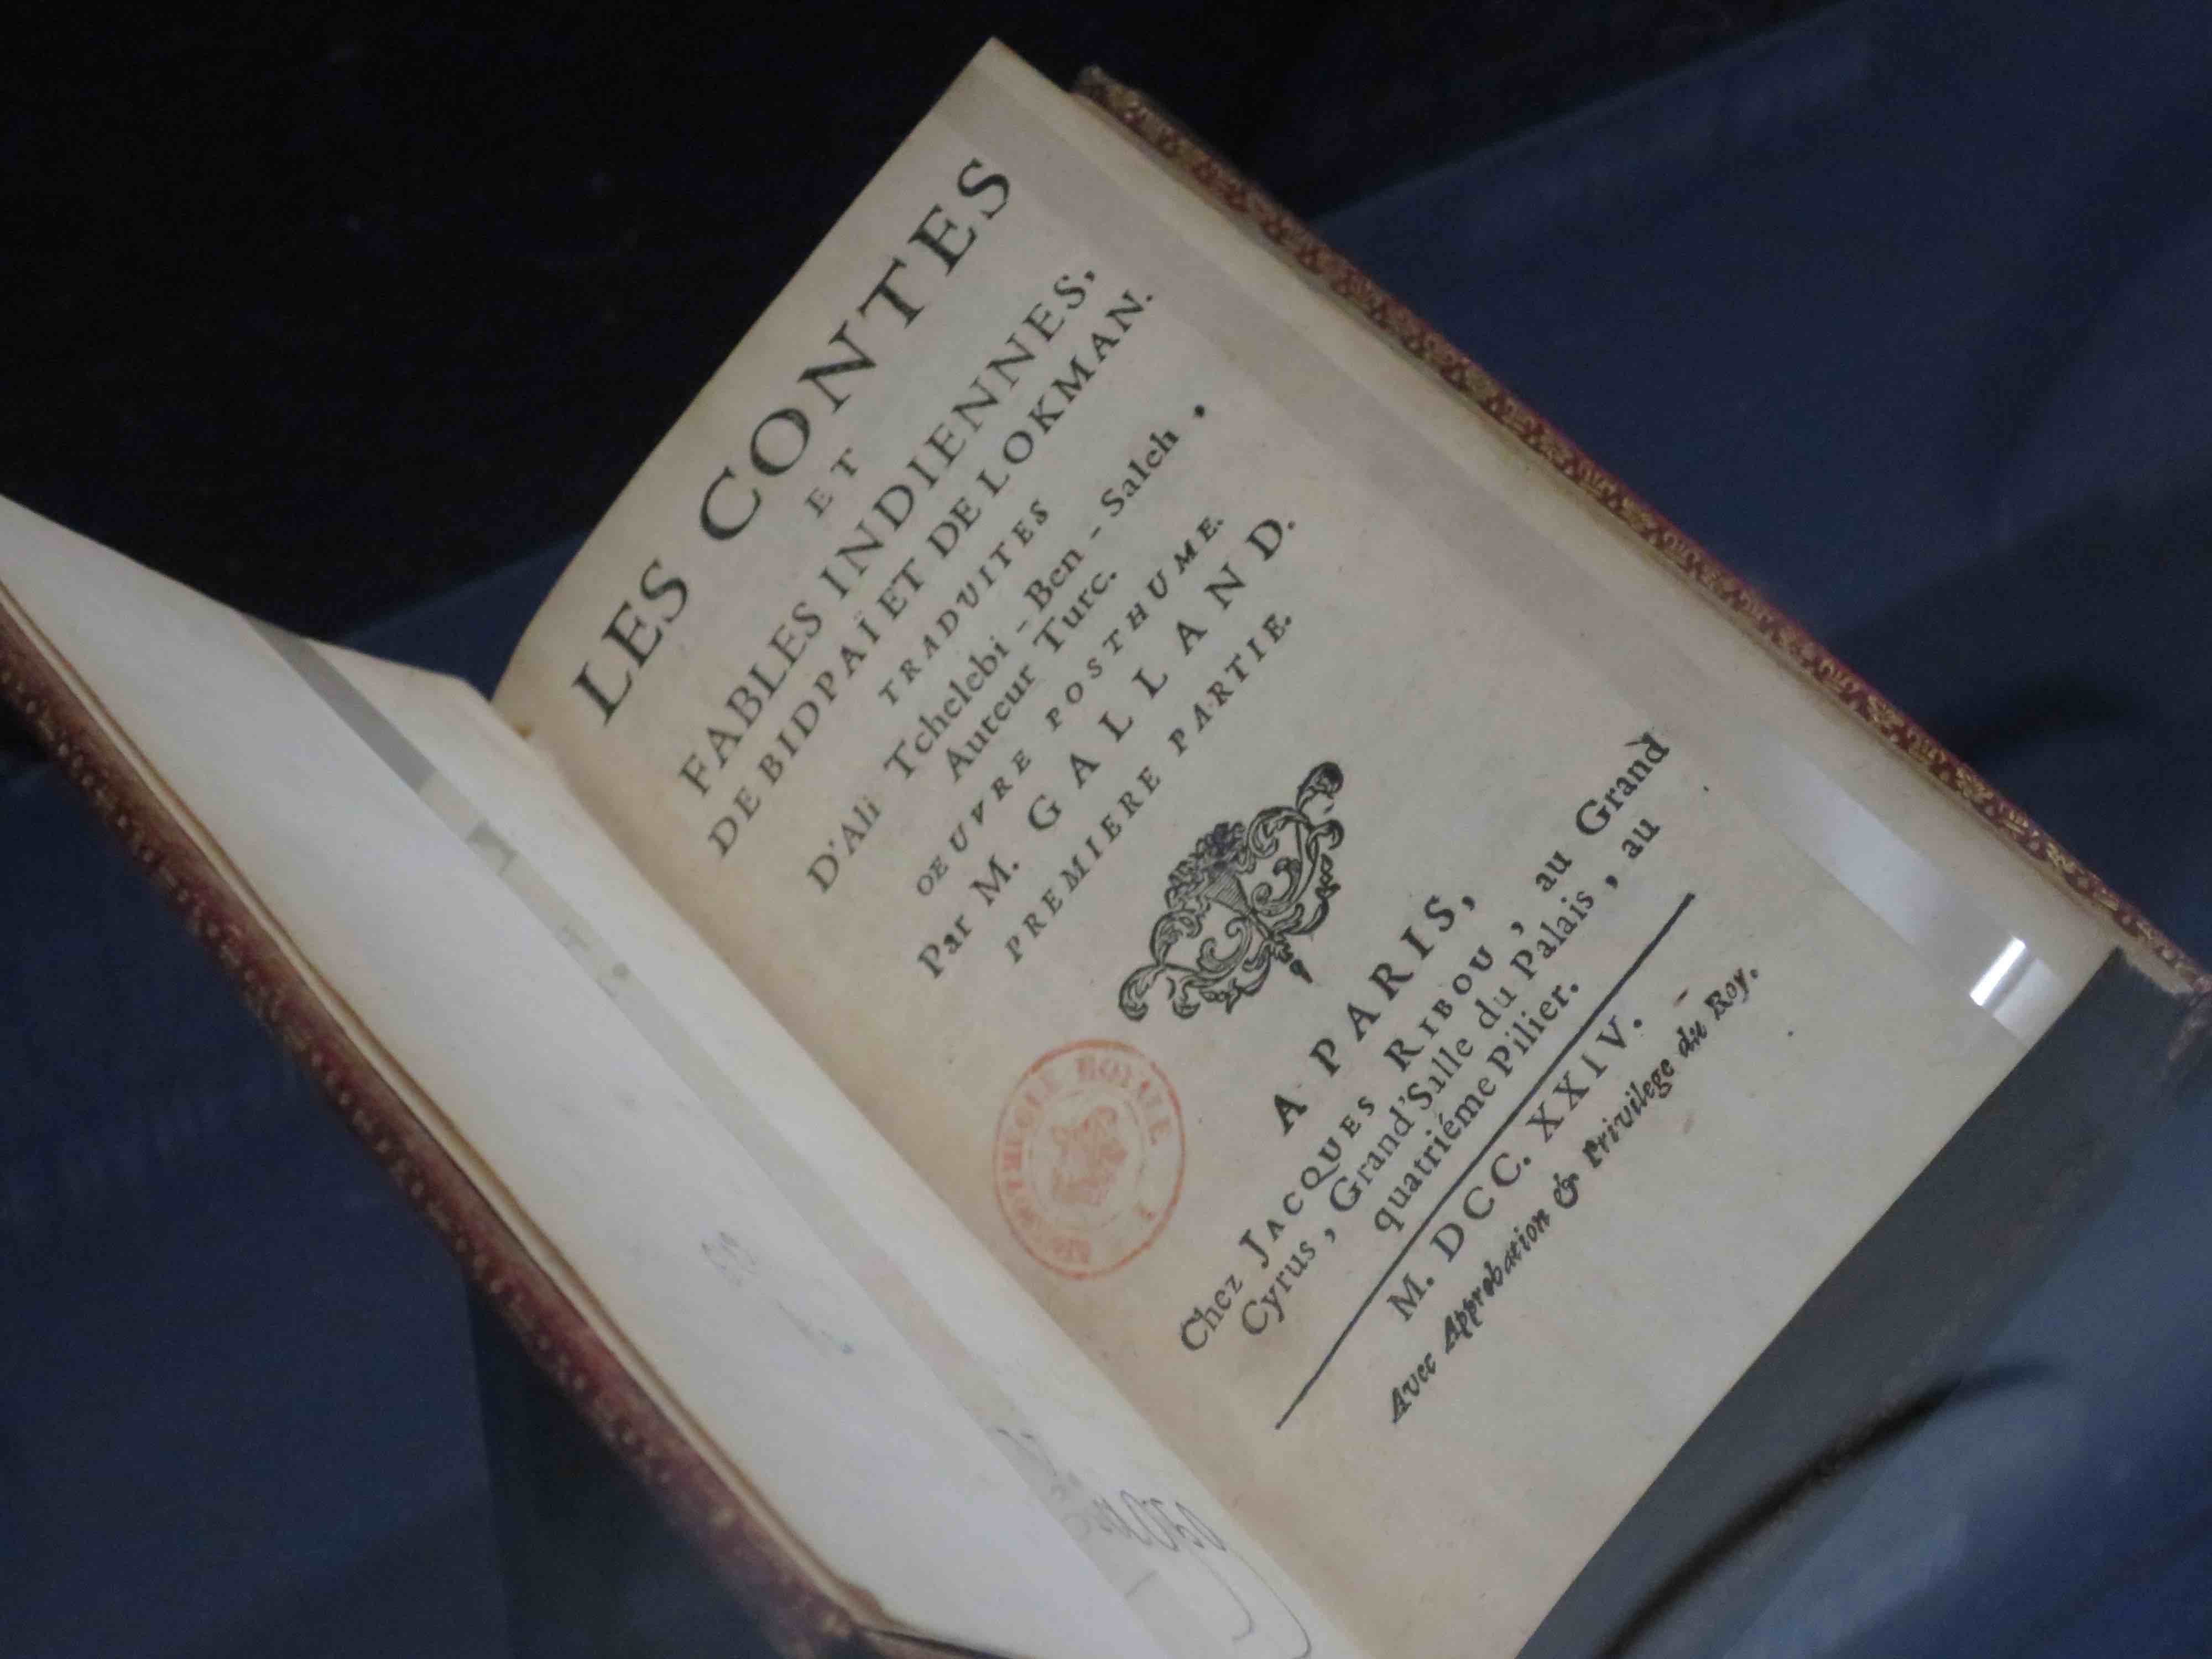 LES CONTES
ET
FABLES INDIENNES,
DE BIDPAÏ ET DE LOKMAN.
TRADUITES
D'Ali Tchelebi-Ben-Saleh,
Auteur Turc.
OEUVRE POSTHUME.
Par M. GALLAND.
PREMIERE PARTIE.
A PARIS,
Chez JACQUES RIBOU, au Grand
Cyrus, Grand'Salle du Palais, au
quatriéme Pilier.
M. DCC. XXIV.
Avec Approbation & Privilege du Roy.